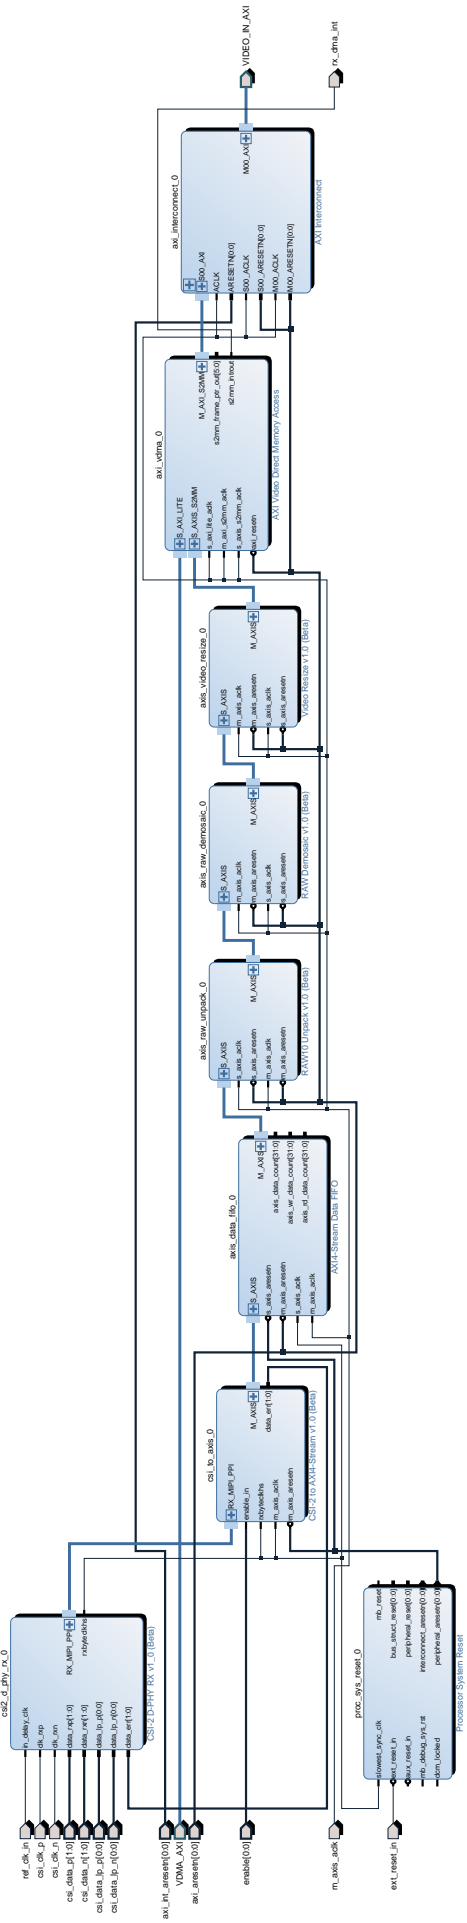 ref_clk_in
csi_clk_p
csi_clk_n
csi_data_p[1:0]
csi_data_n[1:0]
csi_data_lp_p[0:0]
csi_data_lp_n[0:0]
axi_int_aresetn[0:0]
VDMA_AXI
axi_aresetn[0:0]
enable[0:0]
m_axis_aclk
ext_reset_in
csi2_d_phy_rx_0
in_delay_clk
clk_rxp
clk_rxn
data_rxp[1:0]
data_rxn[1:0]
data_lp_p[0:0]
data_lp_n[0:0]
data_err[1:0]
RX_MIPI_PPI
rxbyteclkhs
CSI-2 D-PHY RX v1_0 (Beta)
proc_sys_reset_0
slowest_sync_clk
ext_reset_in
aux_reset_in
mb_debug_sys_rst
dcm_locked
mb_reset
bus_struct_reset[0:0]
peripheral_reset[0:0]
interconnect_aresetn[0:0]
peripheral_aresetn[0:0]
Processor System Reset
csi_to_axis_0
RX_MIPI_PPI
enable_in
rxbyteclkhs
m_axis_aclk
m_axis_aresetn
M_AXIS
data_err[1:0]
CSI-2 to AXI4-Stream v1.0 (Beta)
axis_data_fifo_0
S_AXIS
s_axis_aresetn
m_axis_aresetn
s_axis_aclk
m_axis_aclk
M_AXIS
axis_data_count[31:0]
axis_wr_data_count[31:0]
axis_rd_data_count[31:0]
AXI4-Stream Data FIFO
axis_raw_unpack_0
S_AXIS
s_axis_aclk
s_axis_aresetn
m_axis_aclk
m_axis_aresetn
M_AXIS
RAW10 Unpack v1.0 (Beta)
axis_raw_demosaic_0
S_AXIS
m_axis_aclk
m_axis_aresetn
s_axis_aclk
s_axis_aresetn
M_AXIS
RAW Demosaic v1.0 (Beta)
axis_video_resize_0
S_AXIS
m_axis_aclk
m_axis_aresetn
s_axis_aclk
s_axis_aresetn
M_AXIS
Video Resize v1.0 (Beta)
axi_vdma_0
S_AXI_LITE
S_AXIS_S2MM
s_axi_lite_aclk
m_axi_s2mm_aclk
s_axis_s2mm_aclk
axi_resetn
M_AXI_S2MM
s2mm_frame_ptr_out[5:0]
s2mm_introut
AXI Video Direct Memory Access
axi_interconnect_0
S00_AXI
ACLK
ARESETN[0:0]
S00_ACLK
S00_ARESETN[0:0]
M00_ACLK
M00_ARESETN[0:0]
M00_AXI
AXI Interconnect
VIDEO_IN_AXI
rx_dma_int